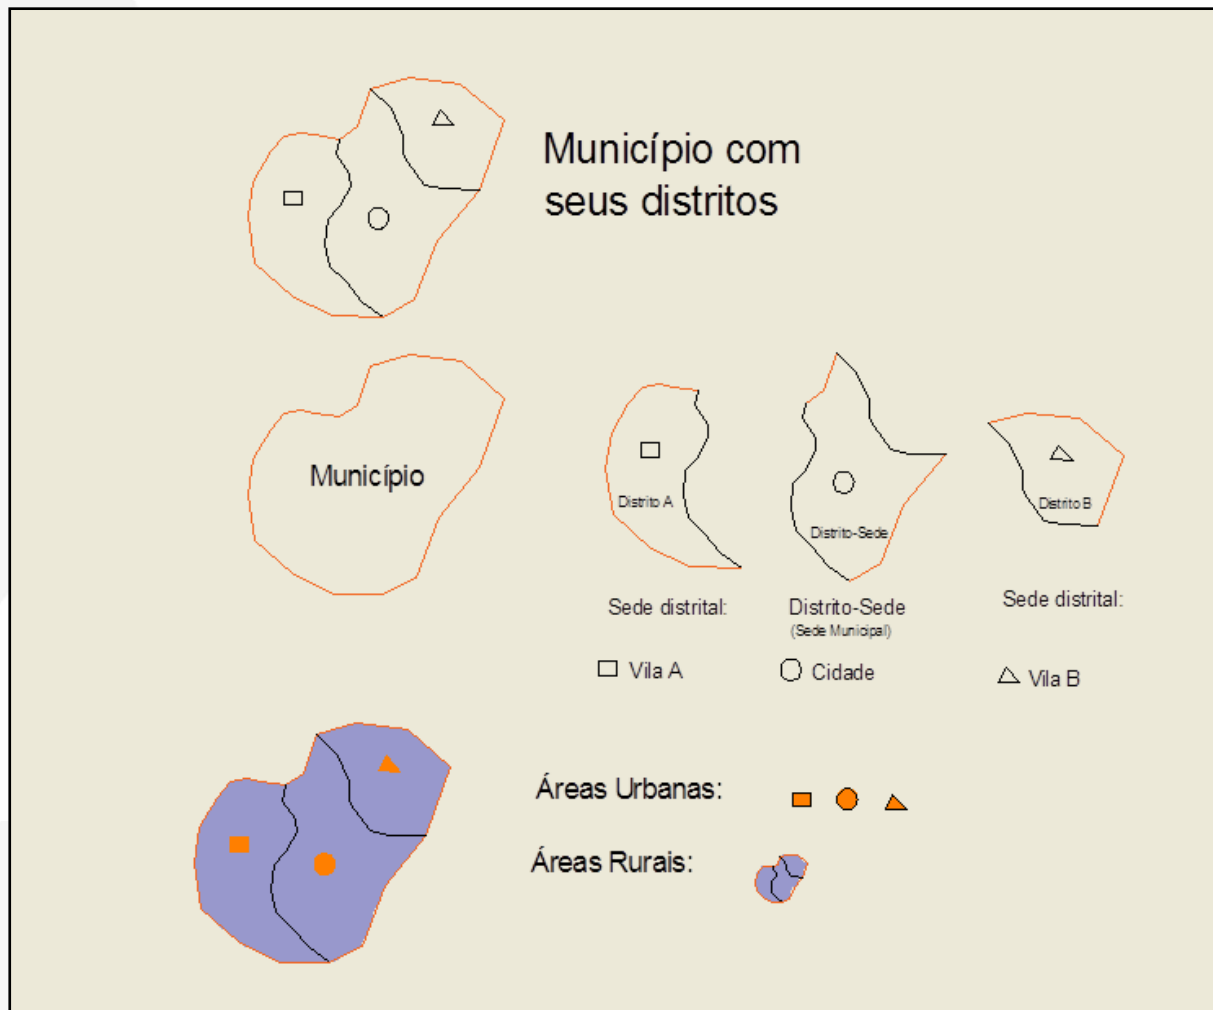 Município com
seus distritos
Município
Distrito A
Distrito-Sede
Distrito B
Sede distrital:
Distrito-Sede
(Sede Municipal)
Sede distrital:
Vila A
Cidade
Vila B
Áreas Urbanas:
Áreas Rurais: